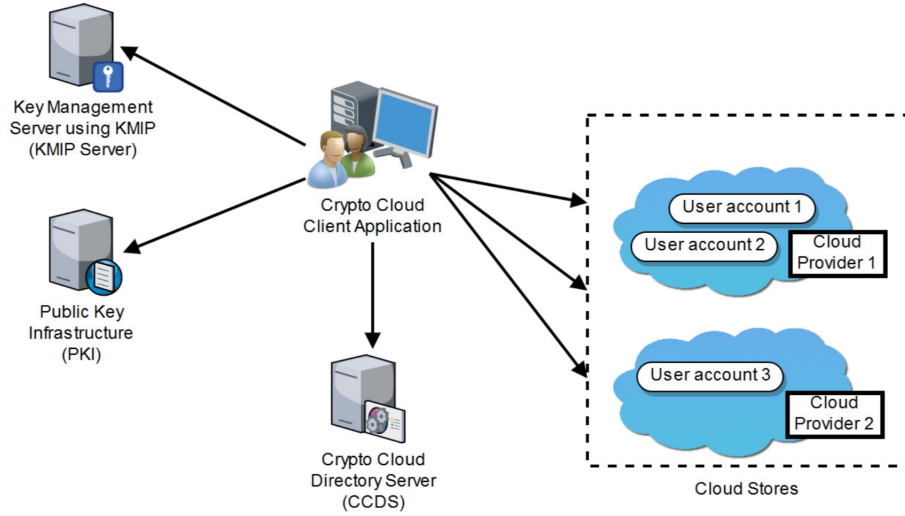 Key Management
Server using KMIP
(KMIP Server)
Crypto Cloud
Client Application
Public Key
Infrastructure
(PKI)
Crypto Cloud
Directory Server
(CCDS)
User account 1
User account 2
Cloud
Provider 1
User account 3
Cloud
Provider 2
Cloud Stores